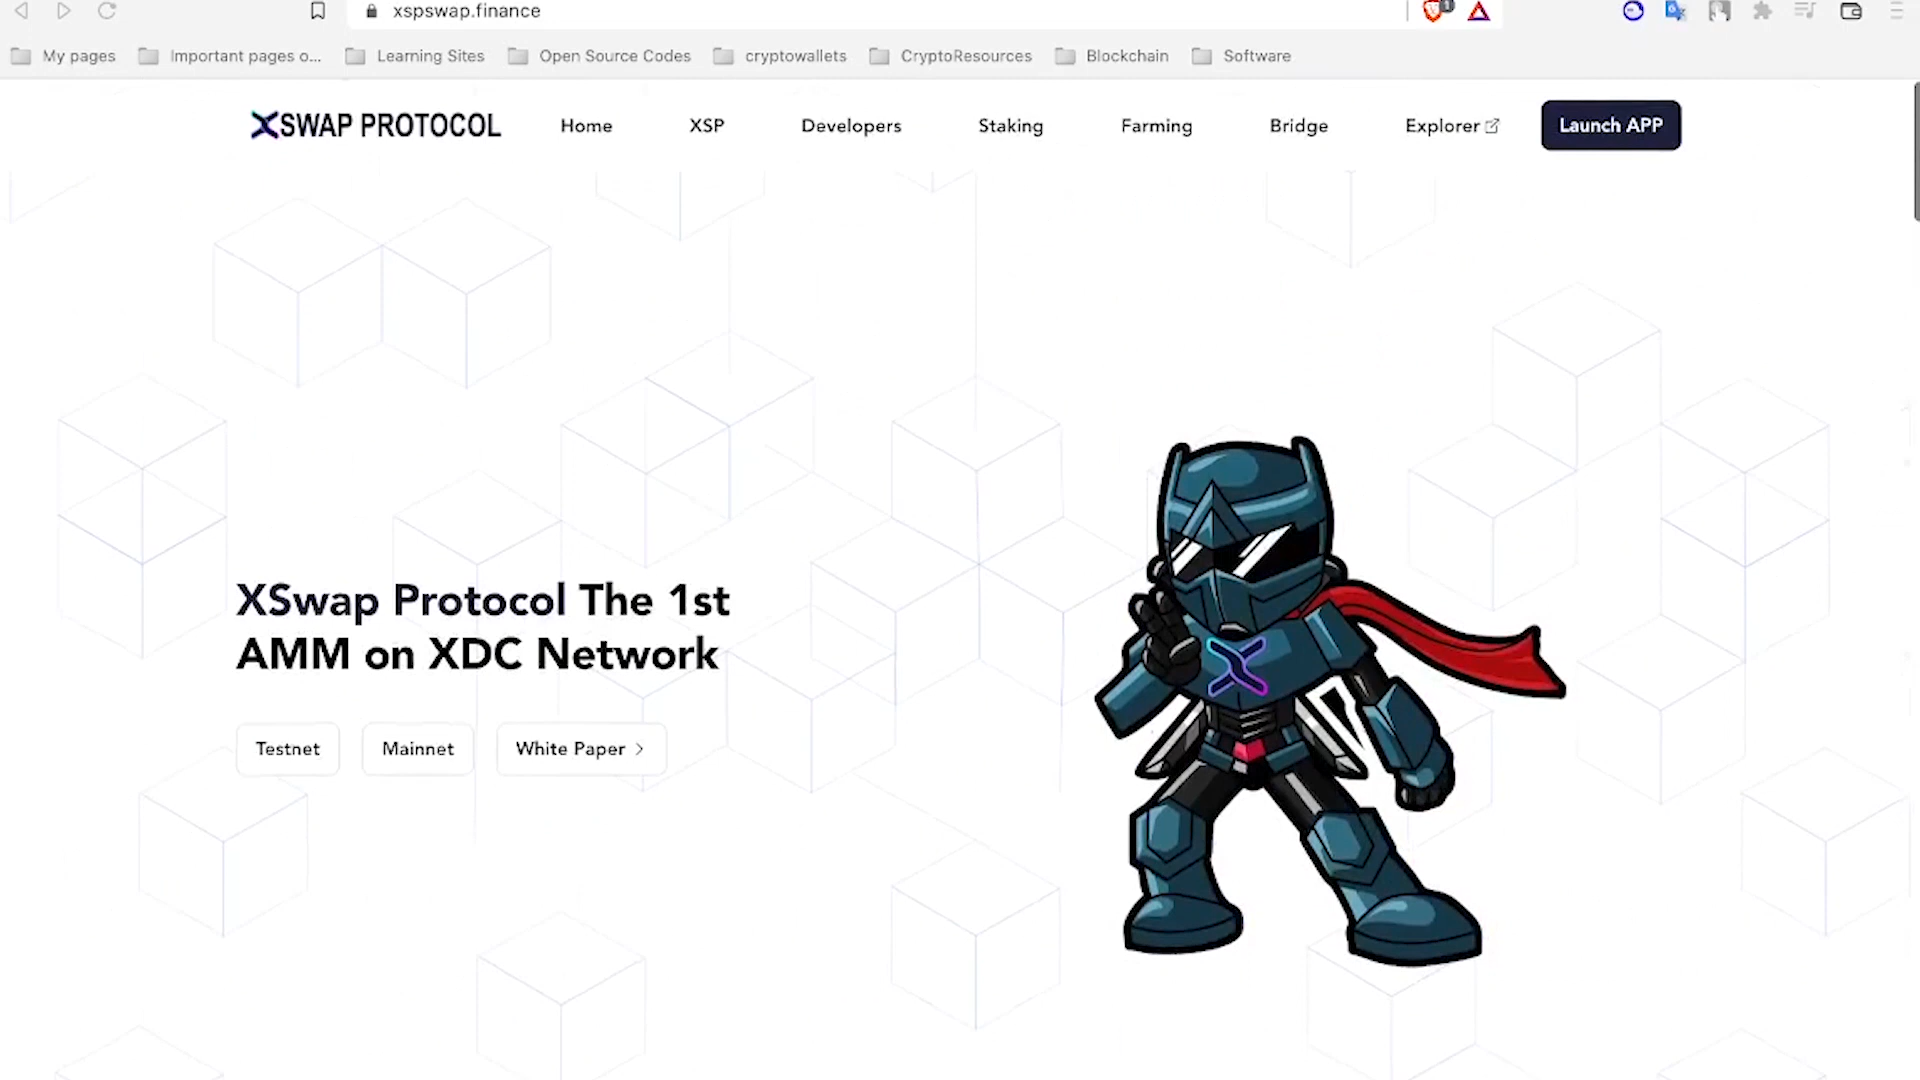 xspswap.finance
1
My pages
Important pages o...
Learning Sites
Open Source Codes
cryptowallets
CryptoResources
Blockchain
Software
XSWAP PROTOCOL
Home
XSP
Developers
Staking
Farming
Bridge
Explorer
Launch APP
XSwap Protocol The 1st
AMM on XDC Network
Testnet
Mainnet
White Paper >